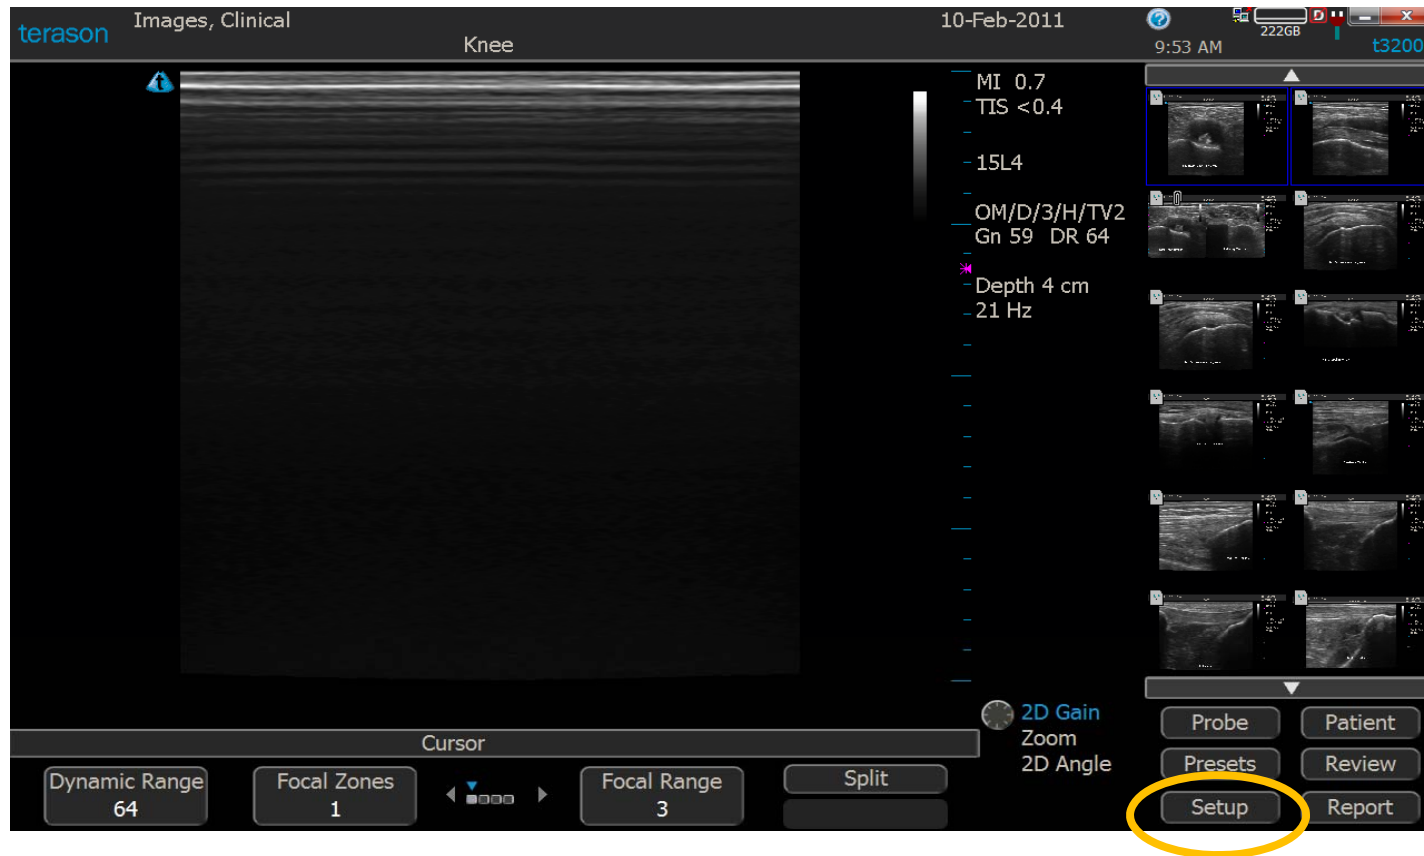 terason
Images, Clinical
Knee
10-Feb-2011
9:53 AM
222GB
D
t3200
MI 0.7
TIS <0.4
15L4
OM/D/3/H/TV2
Gn 59 DR 64
Depth 4 cm
21 Hz
2D Gain
Zoom
2D Angle
Cursor
Dynamic Range
64
Focal Zones
1
Focal Range
3
Split
Probe
Patient
Presets
Review
Setup
Report